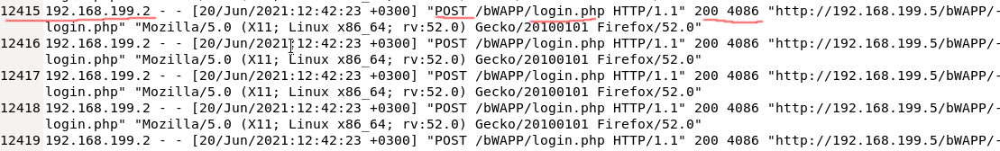 12415 192.168.199.2 - - [20/Jun/2021:12:42:23 +0300] "POST /bWAPP/login.php HTTP/1.1" 200 4086 "http://192.168.199.5/bWAPP/-
login.php" "Mozilla/5.0 (X11; Linux x86_64; rv:52.0) Gecko/20100101 Firefox/52.0"
12416 192.168.199.2 - - [20/Jun/2021:12:42:23 +0300] "POST /bWAPP/login.php HTTP/1.1" 200 4086 "http://192.168.199.5/bWAPP/-
login.php" "Mozilla/5.0 (X11; Linux x86_64; rv:52.0) Gecko/20100101 Firefox/52.0"
12417 192.168.199.2 - - [20/Jun/2021:12:42:23 +0300] "POST /bWAPP/login.php HTTP/1.1" 200 4086 "http://192.168.199.5/bWAPP/-
login.php" "Mozilla/5.0 (X11; Linux x86_64; rv:52.0) Gecko/20100101 Firefox/52.0"
12418 192.168.199.2 - - [20/Jun/2021:12:42:23 +0300] "POST /bWAPP/login.php HTTP/1.1" 200 4086 "http://192.168.199.5/bWAPP/-
login.php" "Mozilla/5.0 (X11; Linux x86_64; rv:52.0) Gecko/20100101 Firefox/52.0"
12419 192.168.199.2 - - [20/Jun/2021:12:42:23 +0300] "POST /bWAPP/login.php HTTP/1.1" 200 4086 "http://192.168.199.5/bWAPP/-